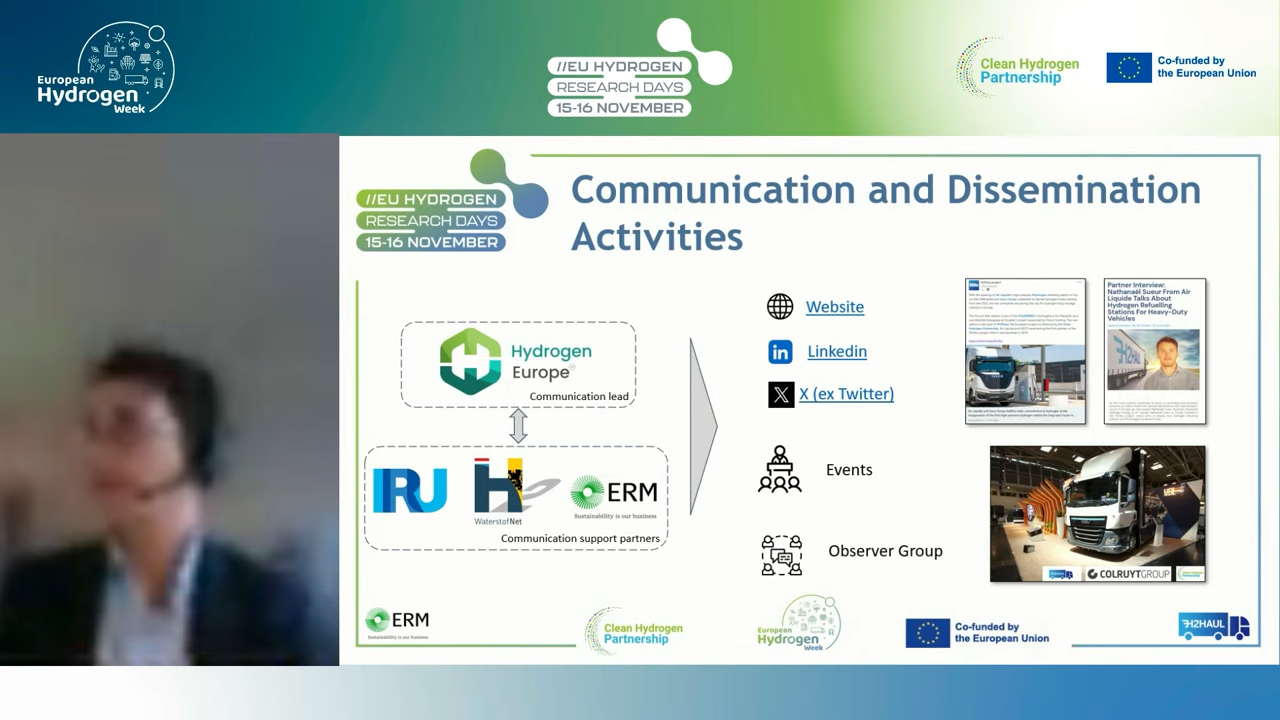 European
Hydrogen
Week
//EU HYDROGEN
RESEARCH DAYS
15-16 NOVEMBER
Clean Hydrogen
Partnership
Co-funded by
the European Union
//EU HYDROGEN
RESEARCH DAYS
15-16 NOVEMBER
Communication and Dissemination
Activities
Hydrogen
Europe
Communication lead
IRU
WaterstofNet
ERM
Sustainability is our business
Communication support partners
Website
Linkedin
X (ex Twitter)
Events
Observer Group
Partner Interview:
Nathanaël Sueur From Air
Liquide Talks About
Hydrogen Refuelling
Stations For Heavy-Duty
Vehicles
COLRUYTGROUP
ERM
Sustainability is our business
Clean Hydrogen
Partnership
European
Hydrogen
Week
Co-funded by
the European Union
H2HAUL